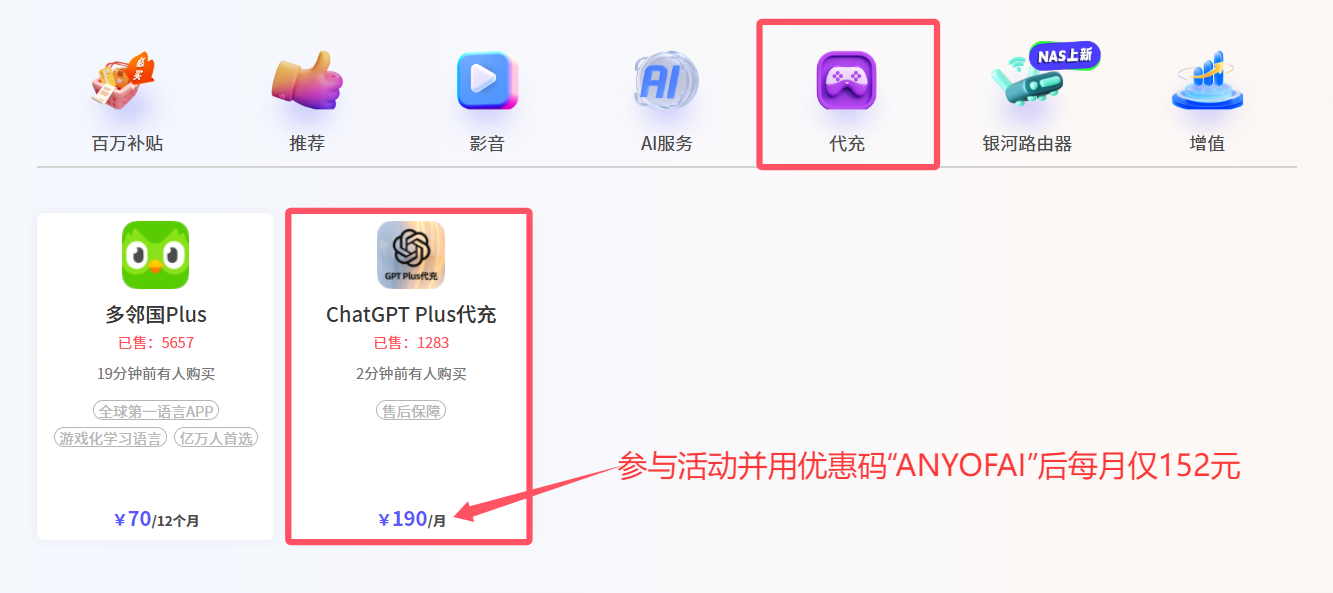 必买
NAS上新
AI
百万补贴
推荐
影音
AI服务
代充
银河路由器
增值
GPT Plus代充
多邻国Plus
已售：5657
19分钟前有人购买
全球第一语言APP
游戏化学习语言
亿万人首选
￥70/12个月
ChatGPT Plus代充
已售：1283
2分钟前有人购买
售后保障
￥190/月
参与活动并用优惠码“ANYOFAI”后每月仅152元